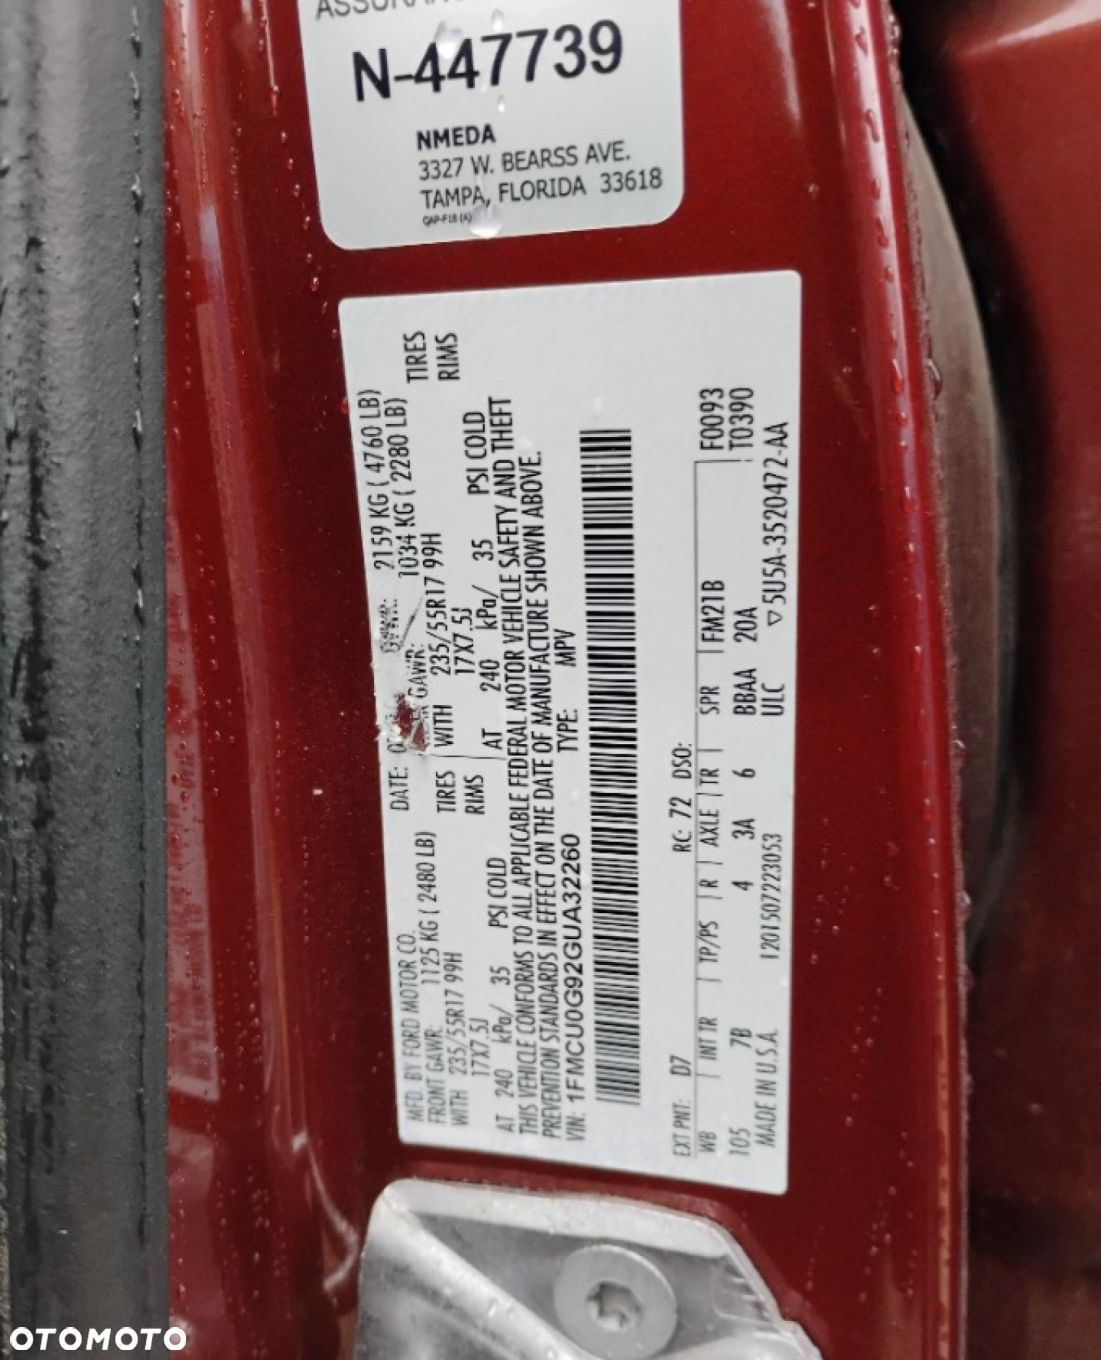 N-447739
NMEDA
3327 W. BEARSS AVE.
TAMPA, FLORIDA 33618
QAP-F18 (A)
MFD. BY FORD MOTOR CO.
DATE:
GVWR: 2159 KG ( 4760 LB)
FRONT GAWR: 1125 KG ( 2480 LB)
GAWR: 1034 KG ( 2280 LB)
WITH 235/55R17 99H TIRES
WITH 235/55R17 99H TIRES
17X7.5J RIMS
17X7.5J RIMS
AT 240 kPa/ 35 PSI COLD
AT 240 kPa/ 35 PSI COLD
THIS VEHICLE CONFORMS TO ALL APPLICABLE FEDERAL MOTOR VEHICLE SAFETY AND THEFT
PREVENTION STANDARDS IN EFFECT ON THE DATE OF MANUFACTURE SHOWN ABOVE.
VIN: 1FMCU0G92GUA32260 TYPE: MPV
EXT PNT: D7 RC: 72 DSO: F0093
WB | INT TR | TP/PS | R | AXLE | TR | SPR | FM21B T0390
105 7B 4 3A 6 BBAA 20A
MADE IN U.S.A. 1201507223053 ULC ▽5U5A-3520472-AA
OTOMOTO